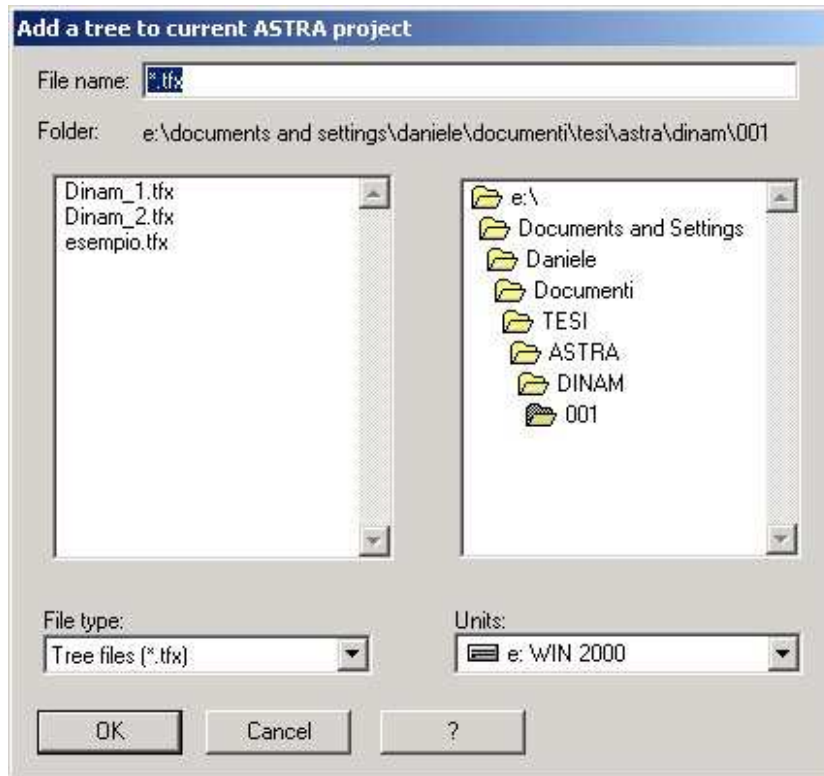 Add a tree to current ASTRA project
File name: *.tfx
Folder: e:\documents and settings\daniele\documenti\tesi\astra\dinam\001
Dinam_1.tfx
Dinam_2.tfx
esempio.tfx
e:\
Documents and Settings
Daniele
Documenti
TESI
ASTRA
DINAM
001
File type:
Tree files (*.tfx)
Units:
e: WIN 2000
OK Cancel ?